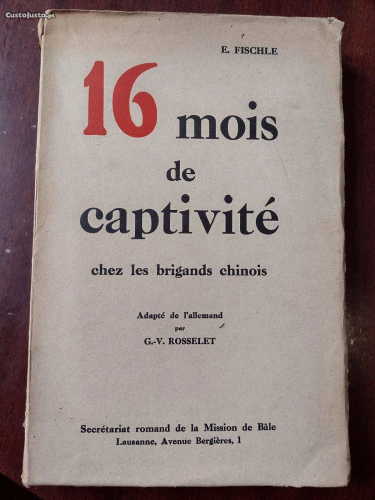 CustoJusto.pt
E. FISCHLE
16 mois
de
captivité
chez les brigands chinois
Adapté de l'allemand
par
G.-V. ROSSELET
Secrétariat romand de la Mission de Bâle
Lausanne, Avenue Bergières, 1